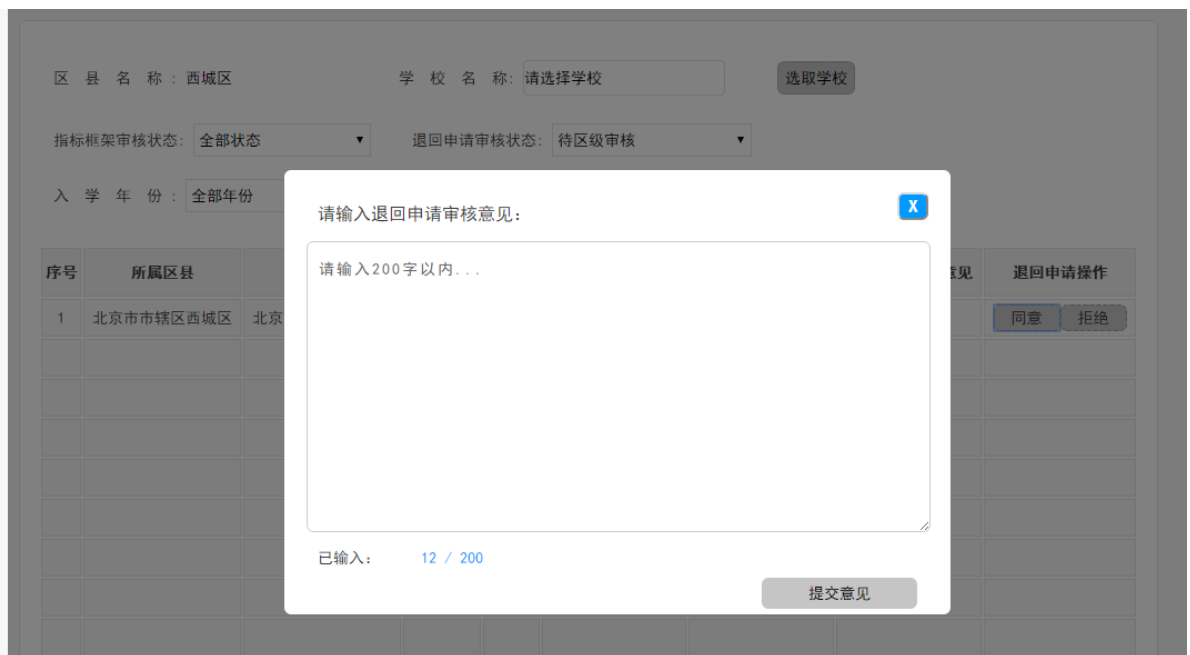 区 县 名 称 : 西城区 学 校 名 称: 请选择学校 选取学校
指标框架审核状态: 全部状态 ▼ 退回申请审核状态: 待区级审核 ▼
入 学 年 份 : 全部年份
请输入退回申请审核意见: X
序号 所属区县 意见 退回申请操作
请输入200字以内...
1 北京市市辖区西城区 北京 同意 拒绝
已输入: 12 / 200
提交意见